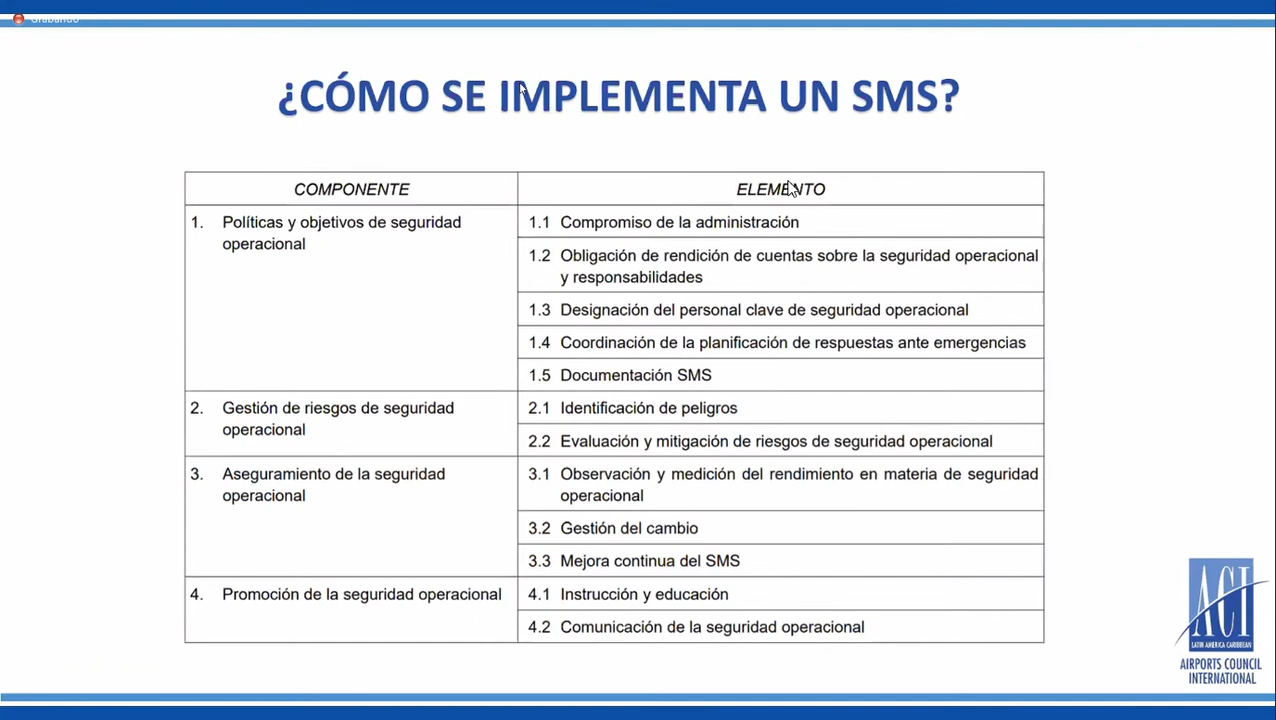 Grabando
¿CÓMO SE IMPLEMENTA UN SMS?
COMPONENTE
ELEMENTO
1. Políticas y objetivos de seguridad
operacional
1.1 Compromiso de la administración
1.2 Obligación de rendición de cuentas sobre la seguridad operacional
y responsabilidades
1.3 Designación del personal clave de seguridad operacional
1.4 Coordinación de la planificación de respuestas ante emergencias
1.5 Documentación SMS
2. Gestión de riesgos de seguridad
operacional
2.1 Identificación de peligros
2.2 Evaluación y mitigación de riesgos de seguridad operacional
3. Aseguramiento de la seguridad
operacional
3.1 Observación y medición del rendimiento en materia de seguridad
operacional
3.2 Gestión del cambio
3.3 Mejora continua del SMS
4. Promoción de la seguridad operacional
4.1 Instrucción y educación
4.2 Comunicación de la seguridad operacional
ACI
LATIN AMERICA CARIBBEAN
AIRPORTS COUNCIL
INTERNATIONAL